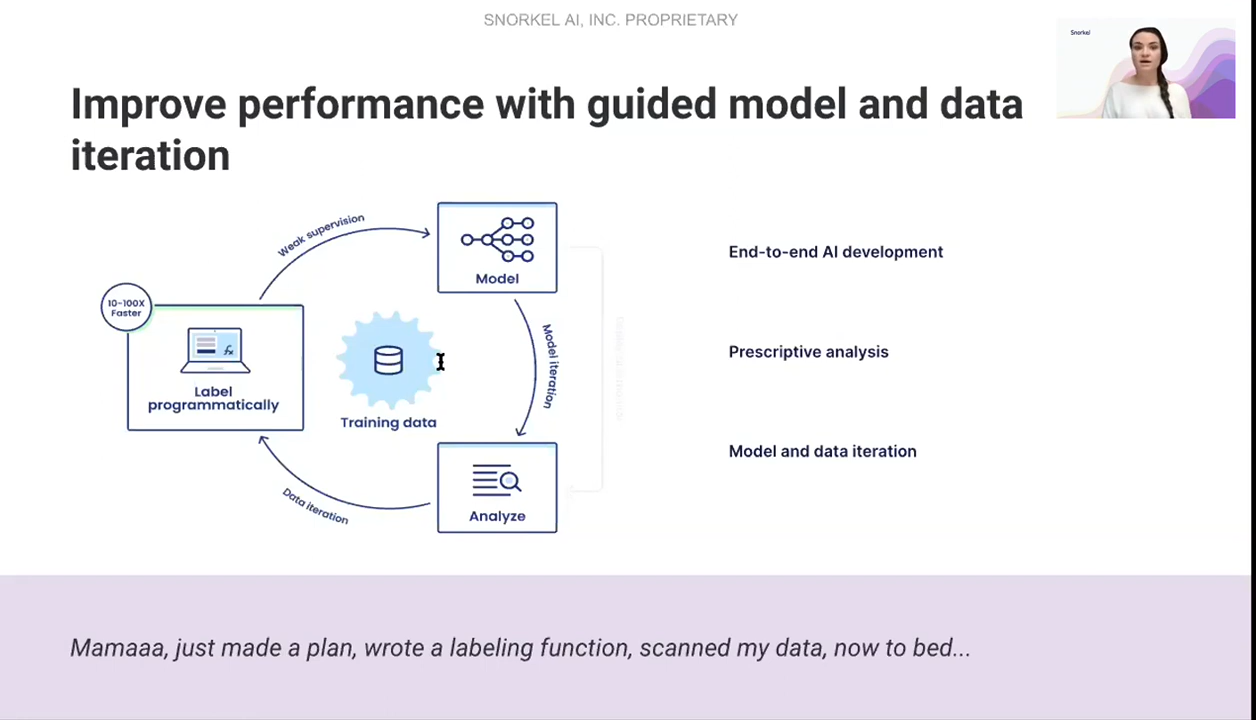 SNORKEL AI, INC. PROPRIETARY
Snorkel
Improve performance with guided model and data
iteration
Weak supervision
Model
10-100X
Faster
fx
Label
programmatically
Training data
Model iteration
Analyze
Data iteration
End-to-end AI development
Prescriptive analysis
Model and data iteration
Mamaaa, just made a plan, wrote a labeling function, scanned my data, now to bed...